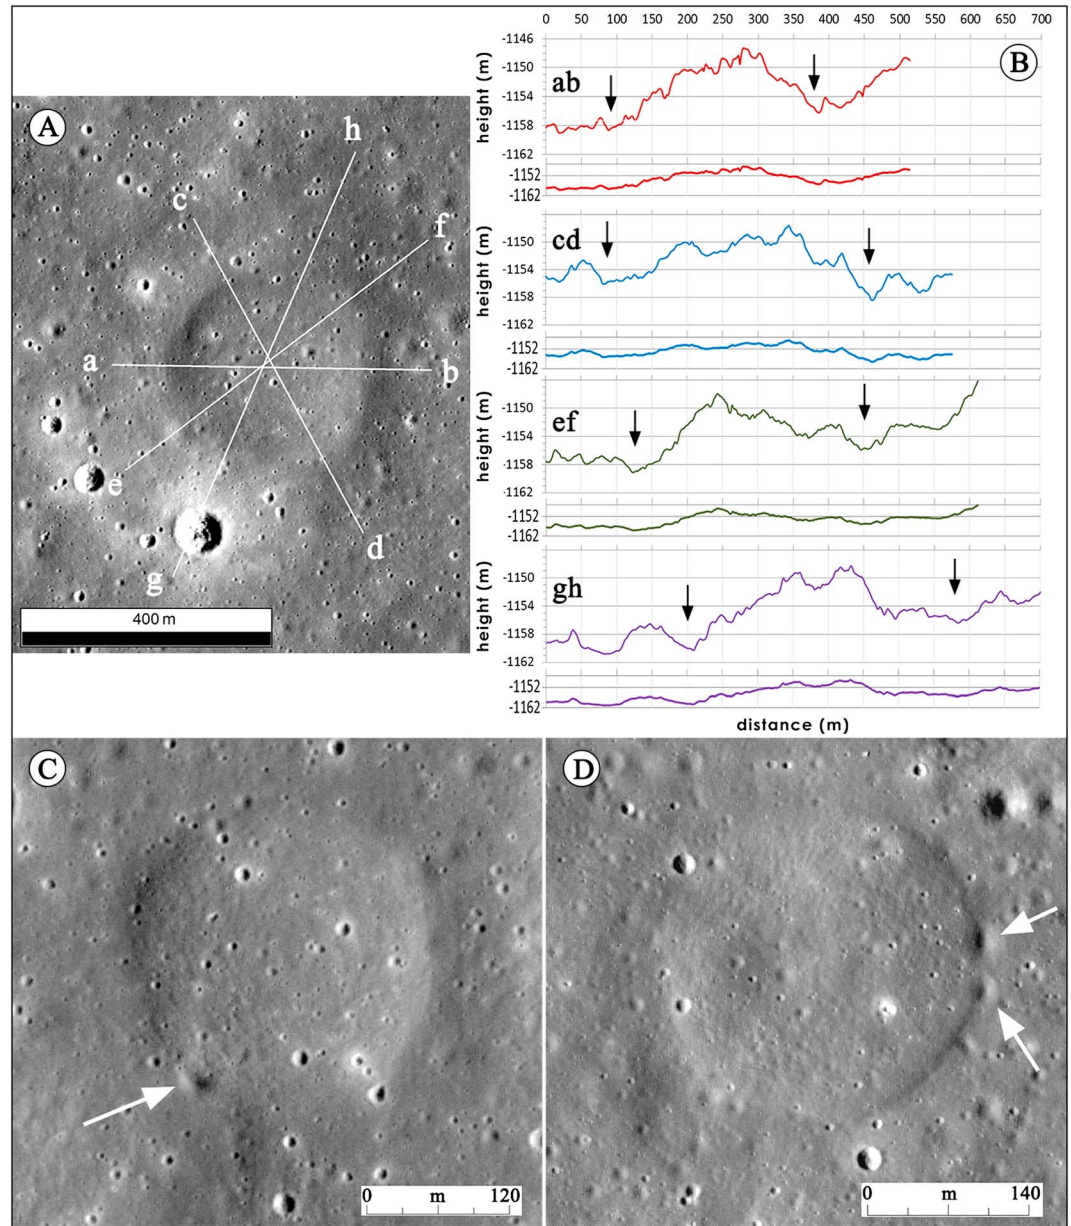 0 50 100 150 200 250 300 350 400 450 500 550 600 650 700
A
B
h
c
f
a
b
e
d
g
400 m
height (m)
-1146
-1150
-1154
-1158
-1162
ab
-1152
-1162
height (m)
-1150
-1154
-1158
-1162
cd
-1152
-1162
height (m)
-1150
-1154
-1158
-1162
ef
-1152
-1162
height (m)
-1150
-1154
-1158
-1162
gh
-1152
-1162
distance (m)
C
0 m 120
D
0 m 140